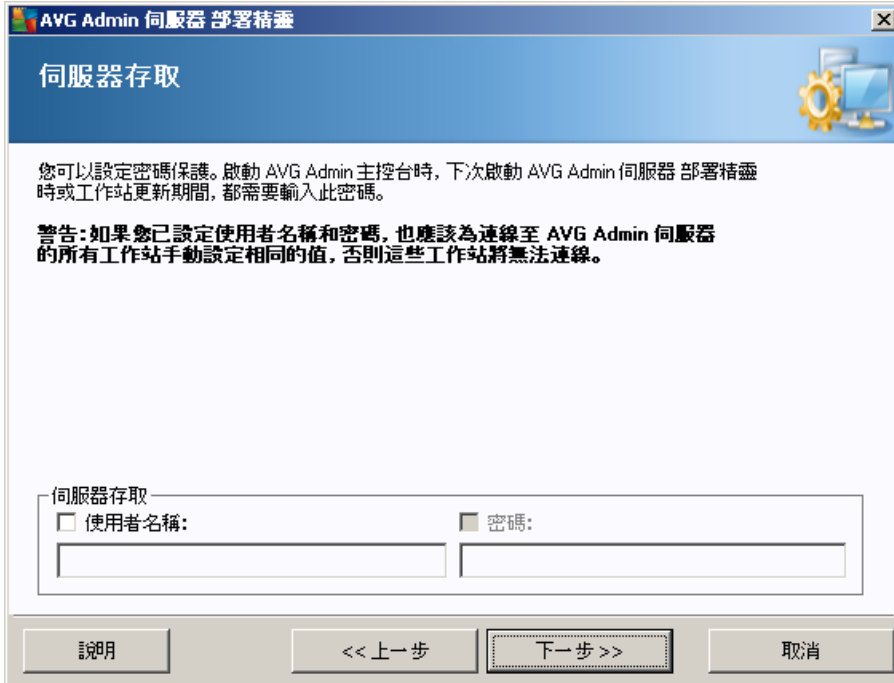 AVG Admin 伺服器 部署精靈
伺服器存取
您可以設定密碼保護。啟動 AVG Admin 主控台時, 下次啟動 AVG Admin 伺服器 部署精靈
時或工作站更新期間, 都需要輸入此密碼。
警告:如果您已設定使用者名稱和密碼, 也應該為連線至 AVG Admin 伺服器
的所有工作站手動設定相同的值, 否則這些工作站將無法連線。
伺服器存取
使用者名稱:
密碼:
說明
<< 上一步
下一步 >>
取消